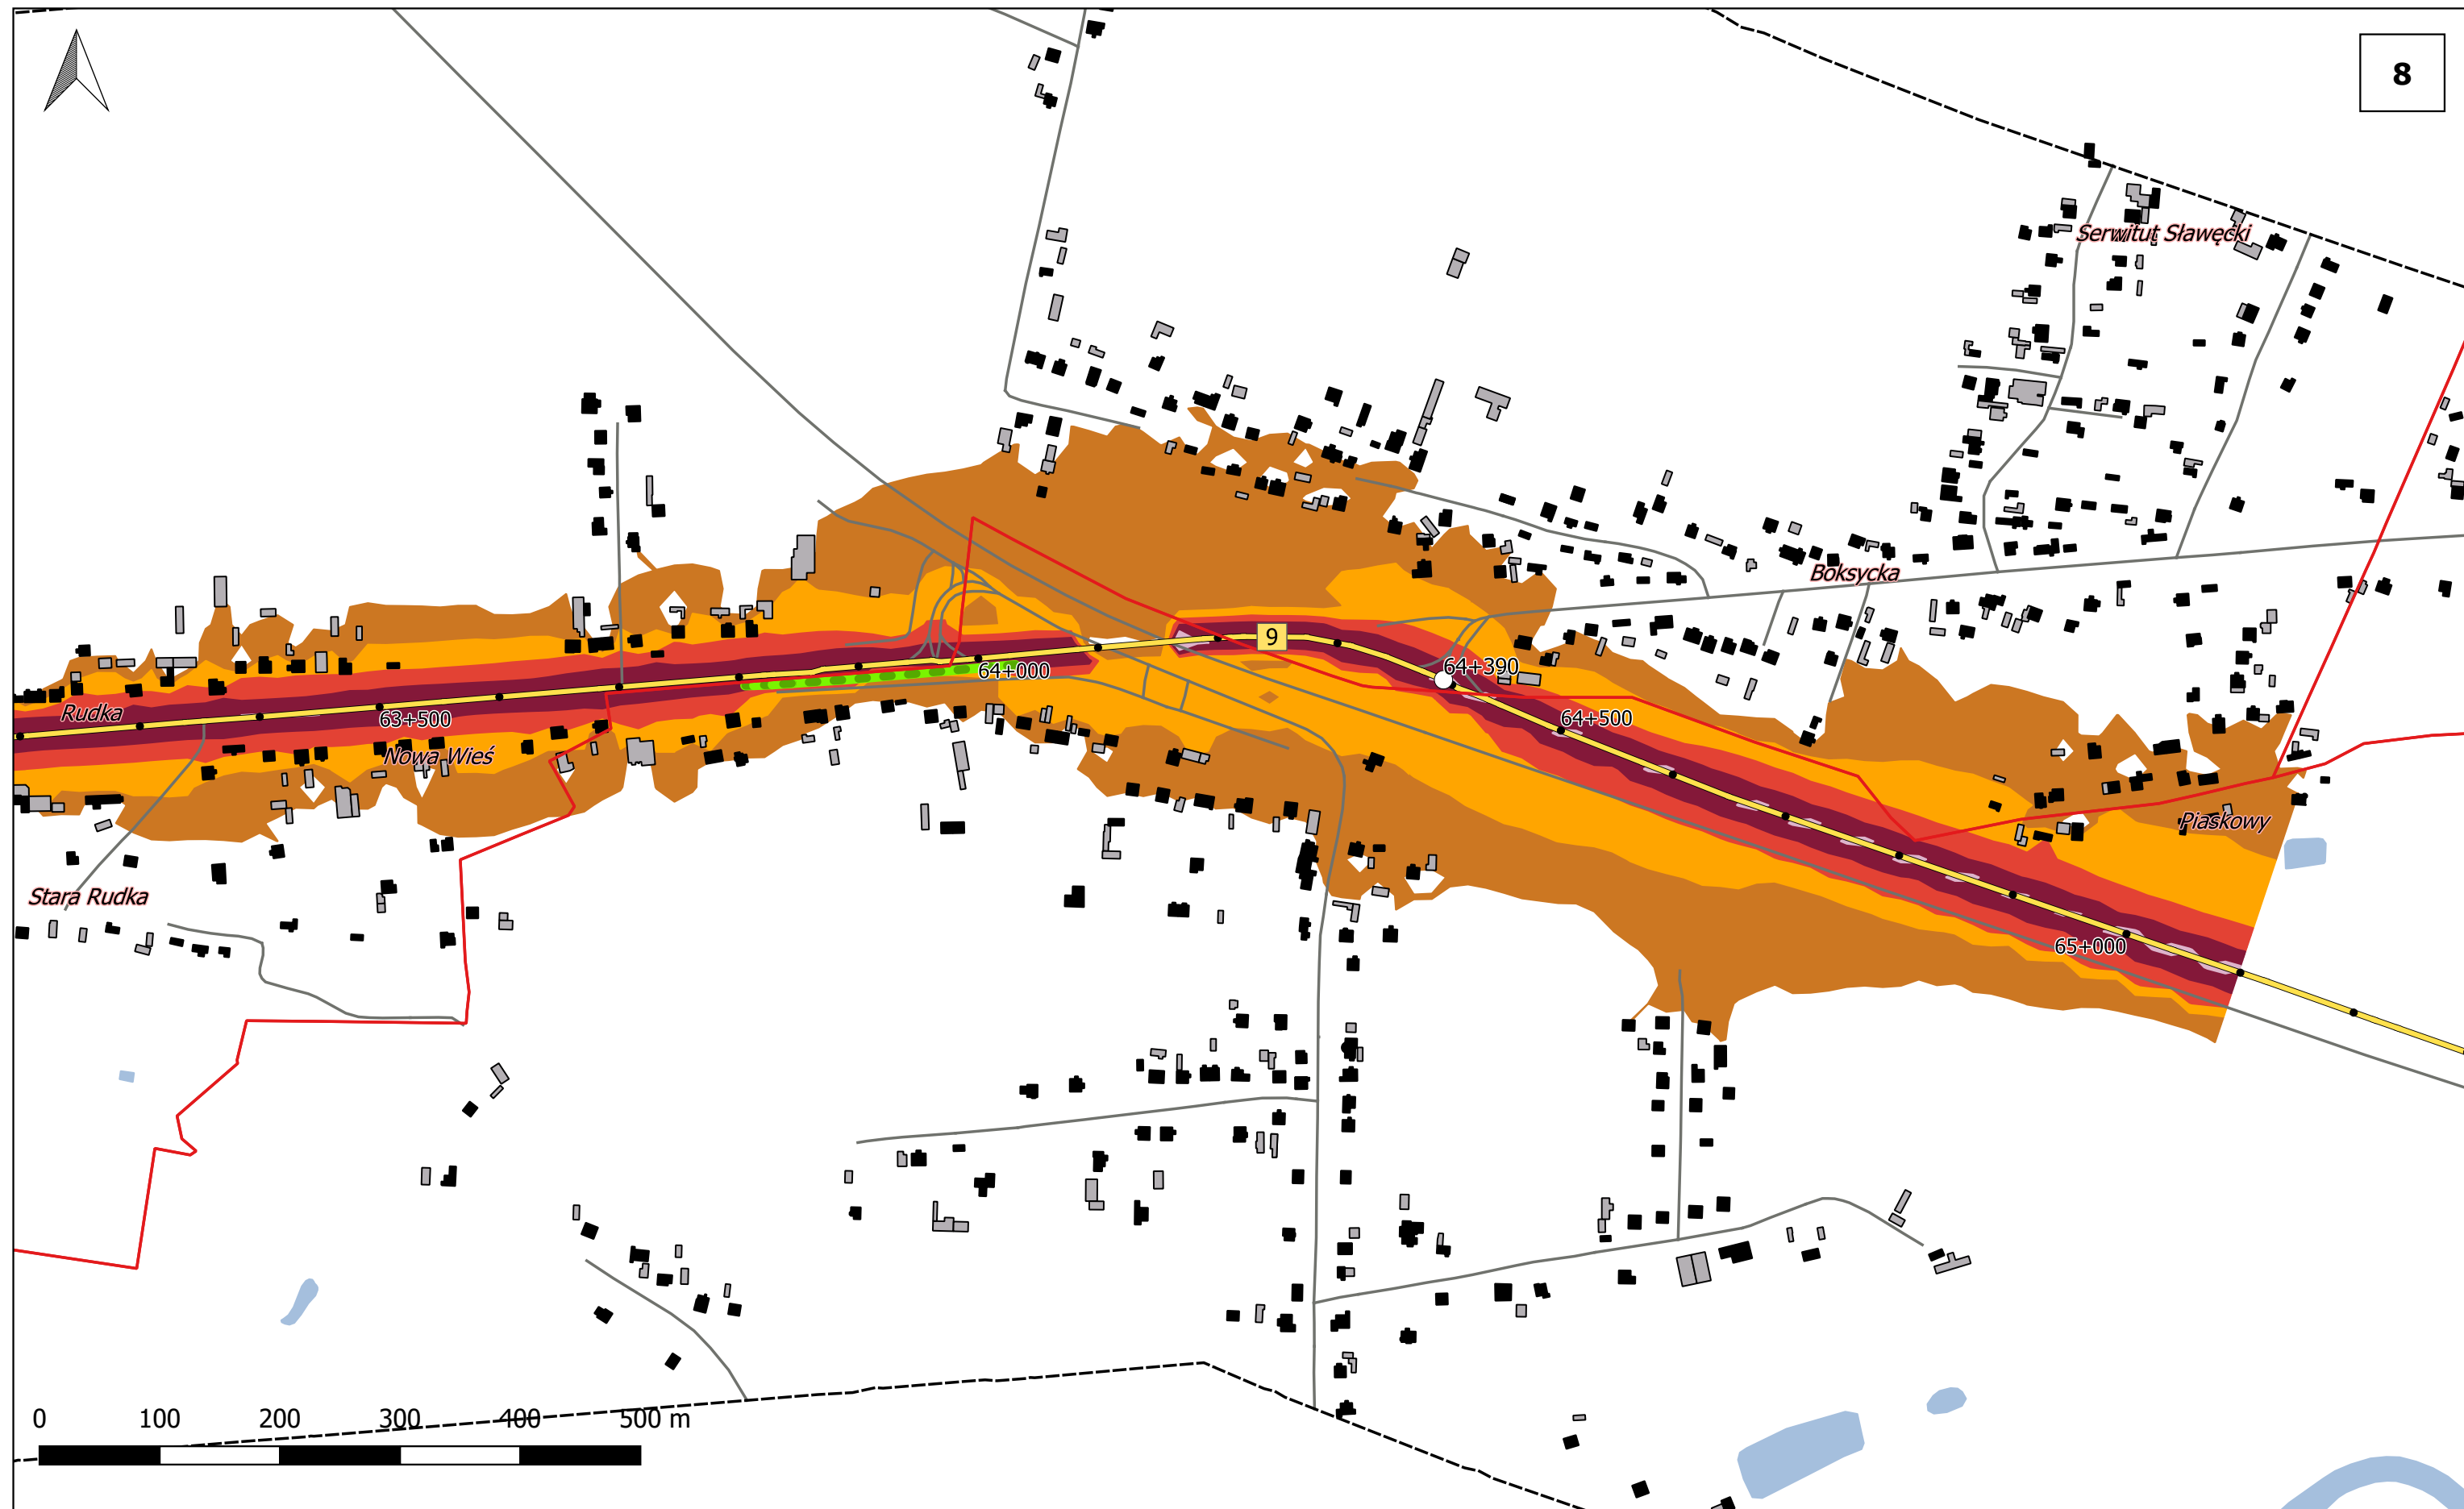 8
Serwitut Sławęcki
Boksycka
9
64+390
64+000
Rudka
63+500
64+500
Nowa Wieś
Piaskowy
Stara Rudka
65+000
0 100 200 300 400 500 m